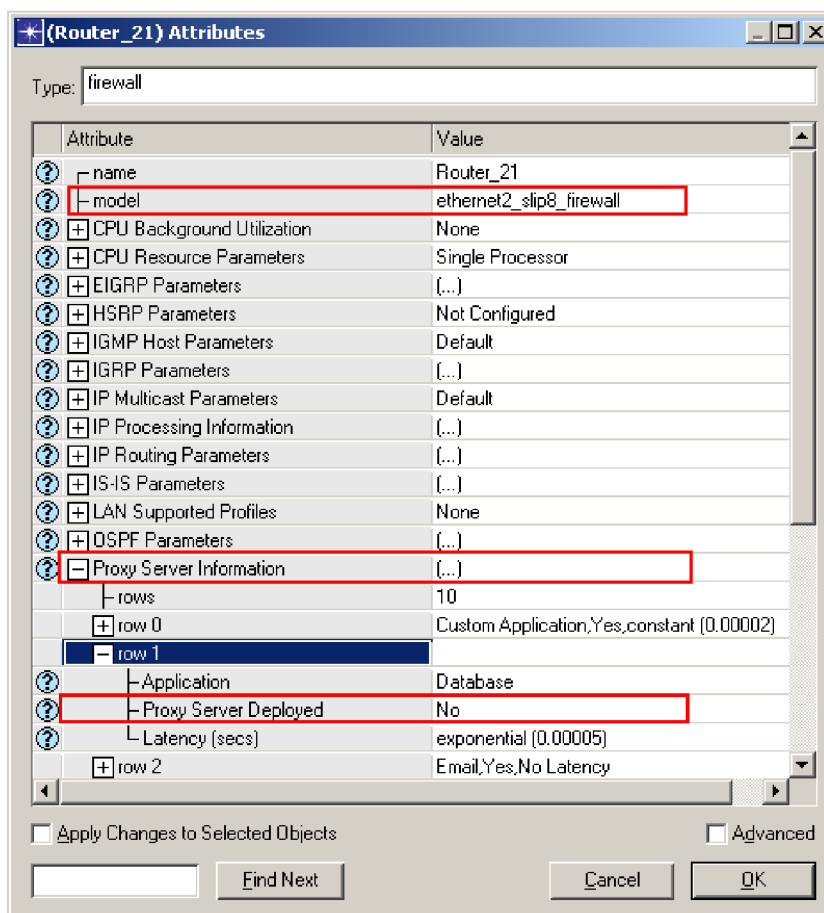 (Router_21) Attributes
Type: firewall
Attribute Value
name Router_21
model ethernet2_slip8_firewall
CPU Background Utilization None
CPU Resource Parameters Single Processor
EIGRP Parameters (...)
HSRP Parameters Not Configured
IGMP Host Parameters Default
IGRP Parameters (...)
IP Multicast Parameters Default
IP Processing Information (...)
IP Routing Parameters (...)
IS-IS Parameters (...)
LAN Supported Profiles None
OSPF Parameters (...)
Proxy Server Information (...)
rows 10
row 0 Custom Application,Yes,constant (0.00002)
row 1
Application Database
Proxy Server Deployed No
Latency (secs) exponential (0.00005)
row 2 Email,Yes,No Latency
Apply Changes to Selected Objects Advanced
Find Next Cancel OK